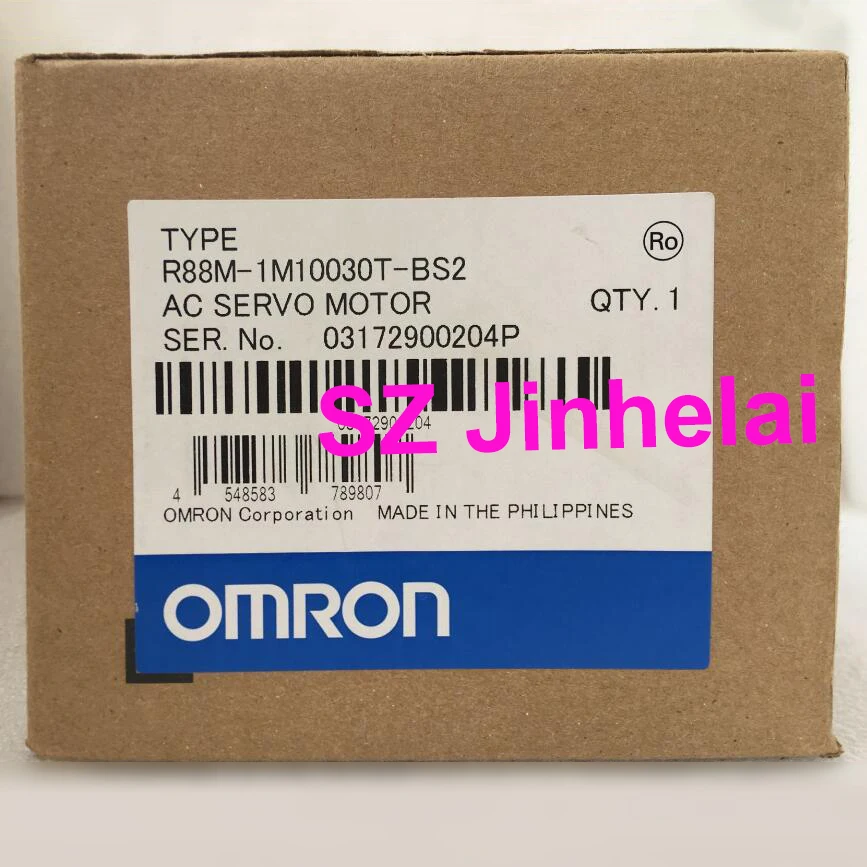 TYPE
R88M-1M10030T-BS2
AC SERVO MOTOR QTY. 1
SER. No. 03172900204P
Ro
03172900204
SZ Jinhelai
4 548583 789807
OMRON Corporation MADE IN THE PHILIPPINES
OMRON